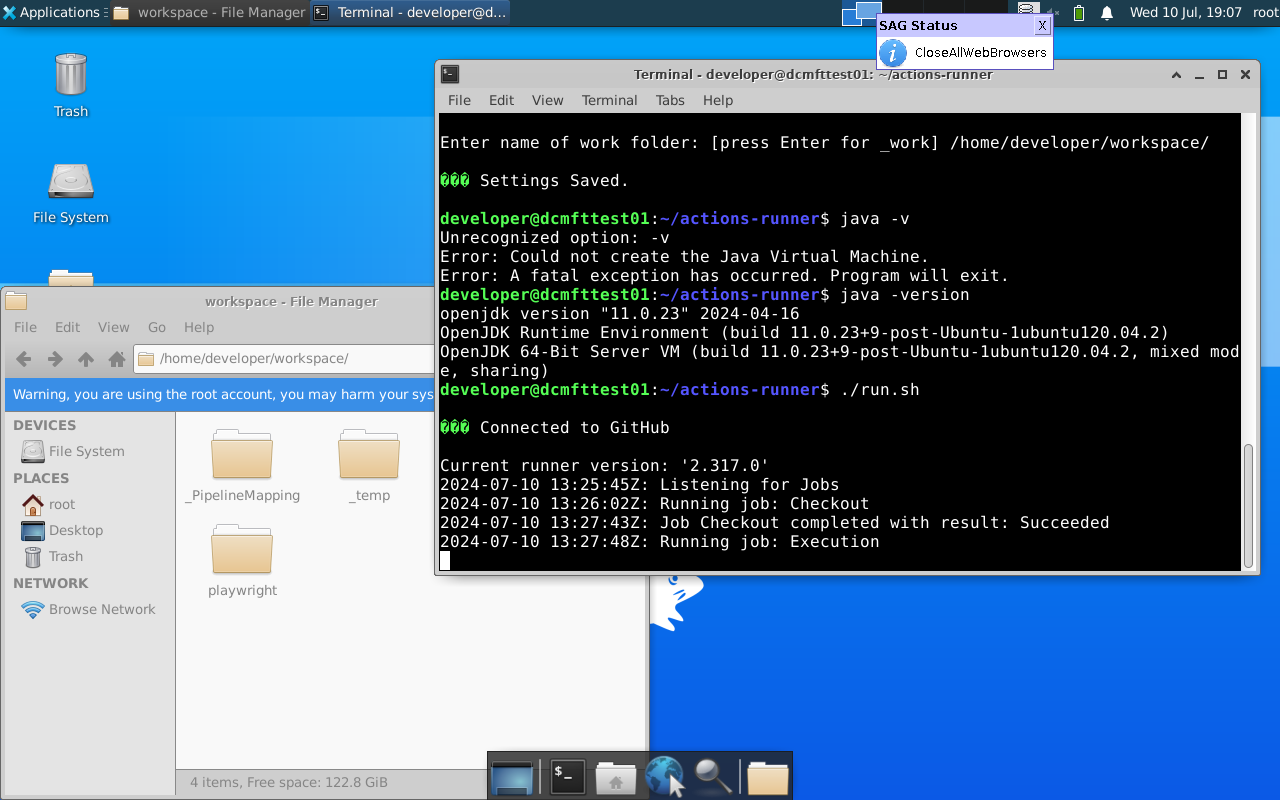 Applications
workspace - File Manager
Terminal - developer@d...
Wed 10 Jul, 19:07
root
SAG Status
X
CloseAllWebBrowsers
Trash
File System
Terminal - developer@dcmfttest01: ~/actions-runner
File Edit View Terminal Tabs Help
Enter name of work folder: [press Enter for _work] /home/developer/workspace/
��� Settings Saved.
developer@dcmfttest01:~/actions-runner$ java -v
Unrecognized option: -v
Error: Could not create the Java Virtual Machine.
Error: A fatal exception has occurred. Program will exit.
developer@dcmfttest01:~/actions-runner$ java -version
openjdk version "11.0.23" 2024-04-16
OpenJDK Runtime Environment (build 11.0.23+9-post-Ubuntu-1ubuntu120.04.2)
OpenJDK 64-Bit Server VM (build 11.0.23+9-post-Ubuntu-1ubuntu120.04.2, mixed mod
e, sharing)
developer@dcmfttest01:~/actions-runner$ ./run.sh
��� Connected to GitHub
Current runner version: '2.317.0'
2024-07-10 13:25:45Z: Listening for Jobs
2024-07-10 13:26:02Z: Running job: Checkout
2024-07-10 13:27:43Z: Job Checkout completed with result: Succeeded
2024-07-10 13:27:48Z: Running job: Execution
workspace - File Manager
File Edit View Go Help
/home/developer/workspace/
Warning, you are using the root account, you may harm your sys
DEVICES
File System
PLACES
root
Desktop
Trash
NETWORK
Browse Network
_PipelineMapping
_temp
playwright
4 items, Free space: 122.8 GiB